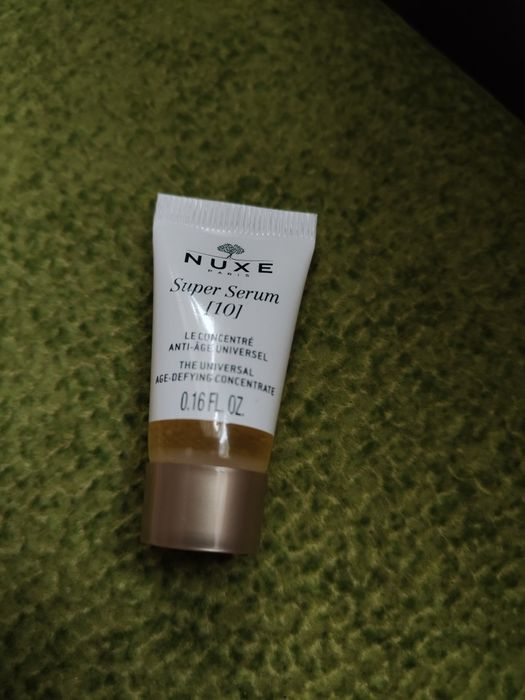 NUXE
PARIS
Super Serum
[10]
LE CONCENTRÉ
ANTI-ÂGE UNIVERSEL
THE UNIVERSAL
AGE-DEFYING CONCENTRATE
0.16 FL. OZ.